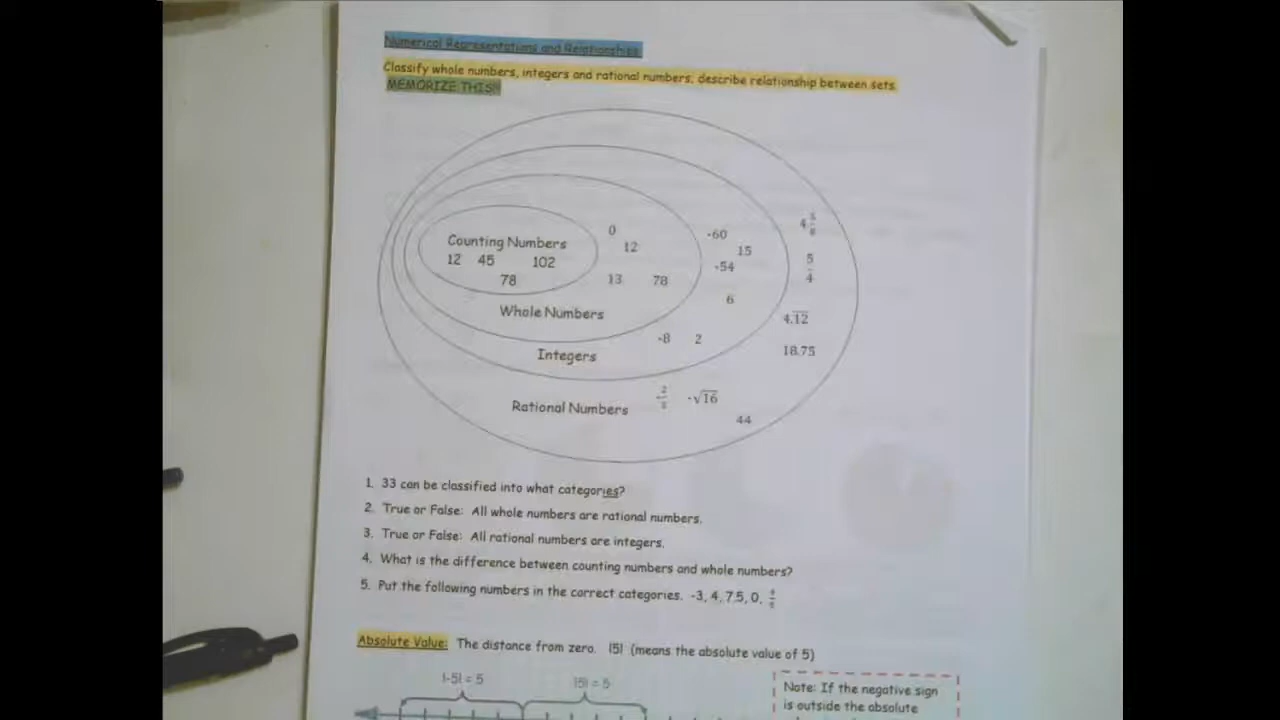 Numerical Representations and Relationships
Classify whole numbers, integers and rational numbers; describe relationship between sets.
MEMORIZE THIS!!
Counting Numbers
12 45 102
78
0
12
13 78
Whole Numbers
-60
15
-54
6
-8 2
Integers
4
5/4
4.1̅2̅
18.75
-√16
44
Rational Numbers
1. 33 can be classified into what categories?
2. True or False: All whole numbers are rational numbers.
3. True or False: All rational numbers are integers.
4. What is the difference between counting numbers and whole numbers?
5. Put the following numbers in the correct categories. -3, 4, 7.5, 0,
Absolute Value: The distance from zero. |5| (means the absolute value of 5)
|-5| = 5 |5| = 5
Note: If the negative sign
is outside the absolute